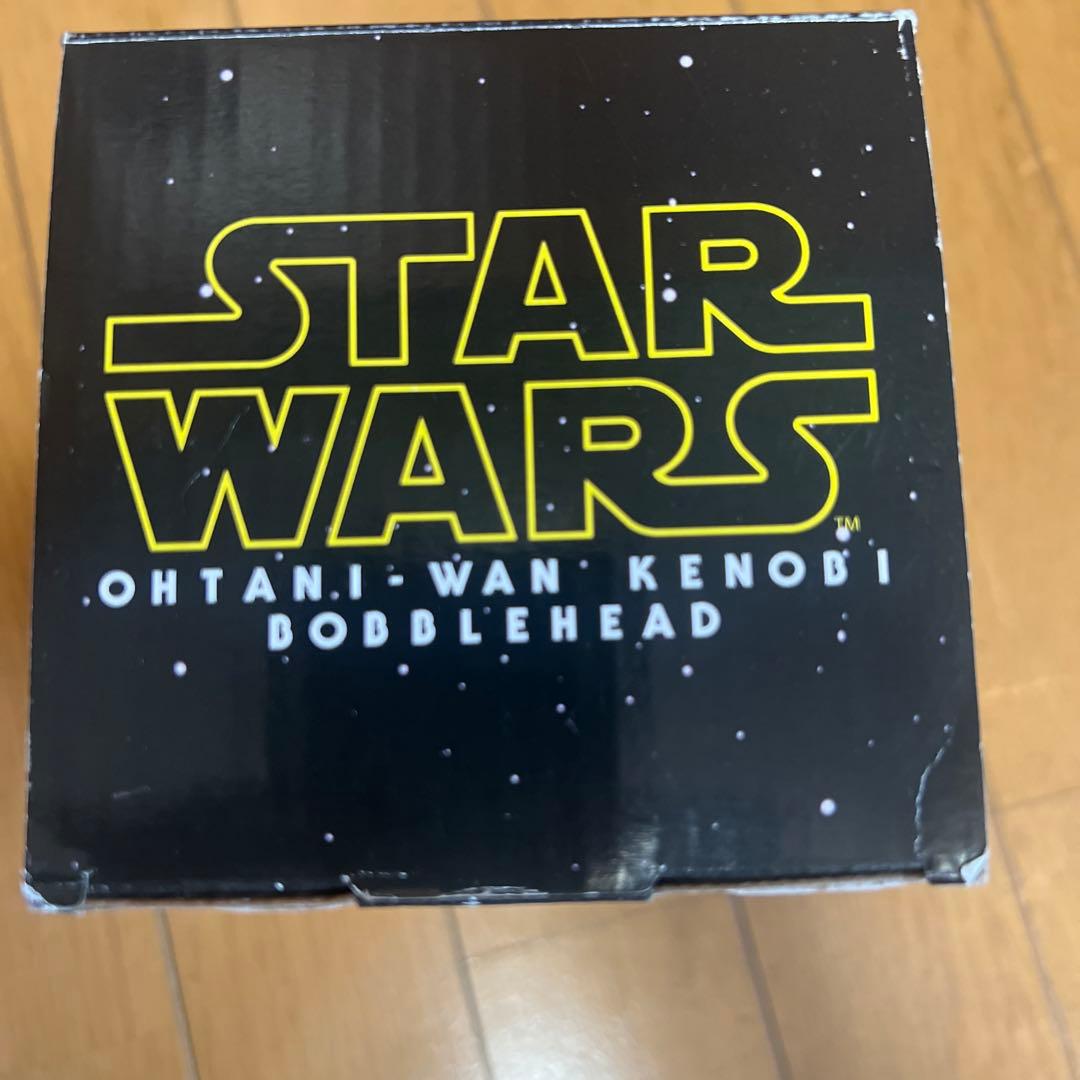 STAR
WARS
TM
OHTANI-WAN KENOBI
BOBBLEHEAD